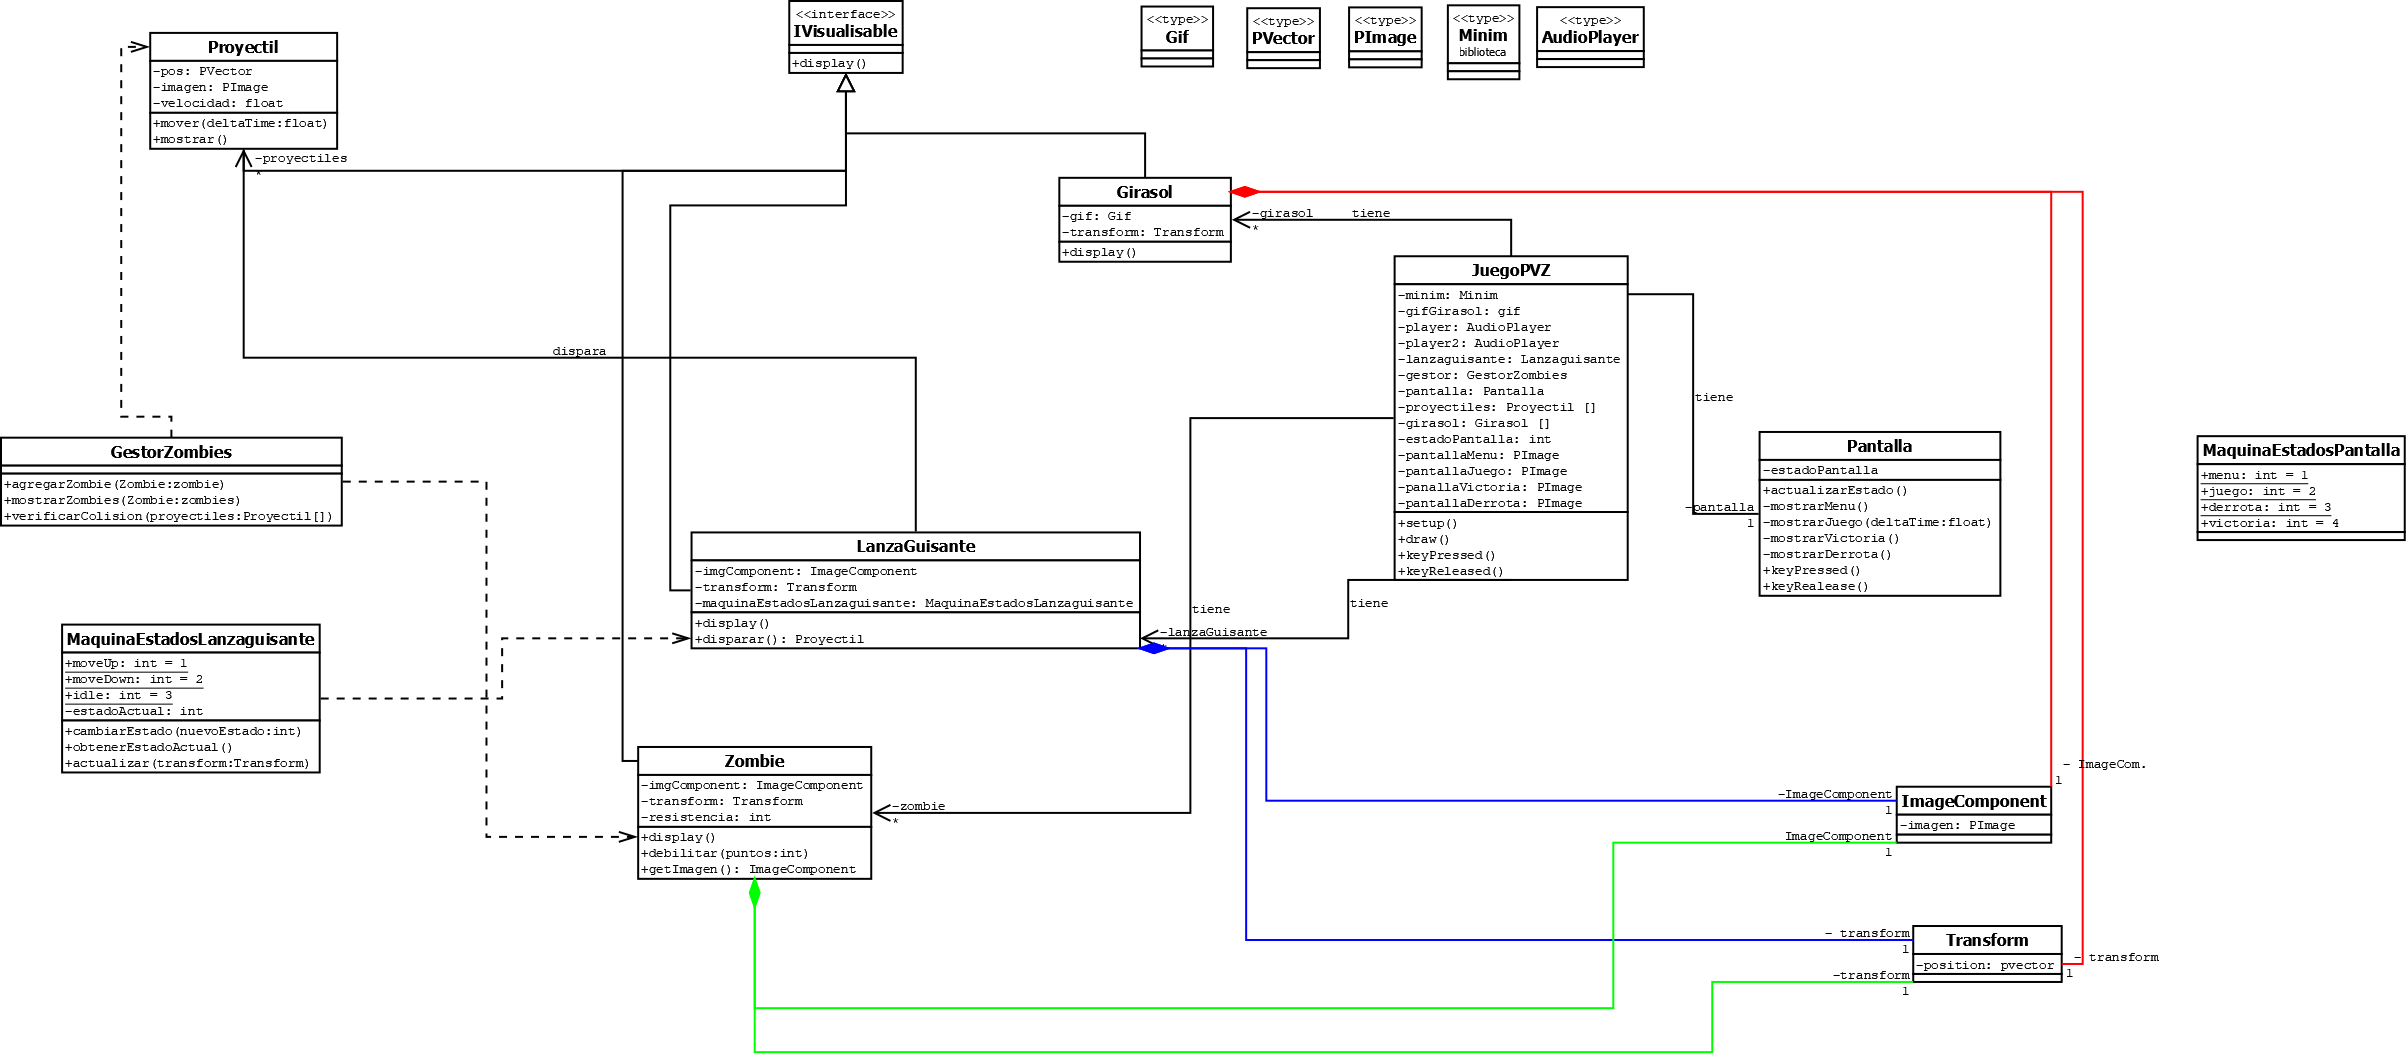 <<interface>>
IVisualisable
+display()
<<type>>
Gif
<<type>>
PVector
<<type>>
PImage
<<type>>
Minim
biblioteca
<<type>>
AudioPlayer
Proyectil
-pos: PVector
-imagen: PImage
-velocidad: float
+mover(deltaTime:float)
+mostrar()
-proyectiles
*
Girasol
-gif: Gif
-transform: Transform
+display()
-girasol
tiene
*
JuegoPVZ
-minim: Minim
-gifGirasol: gif
-player: AudioPlayer
-player2: AudioPlayer
-lanzaguisante: Lanzaguisante
-gestor: GestorZombies
-pantalla: Pantalla
-proyectiles: Proyectil []
-girasol: Girasol []
-estadoPantalla: int
-pantallaMenu: PImage
-pantallaJuego: PImage
-panallaVictoria: PImage
-pantallaDerrota: PImage
+setup()
+draw()
+keyPressed()
+keyReleased()
dispara
tiene
-pantalla
1
Pantalla
-estadoPantalla
+actualizarEstado()
-mostrarMenu()
-mostrarJuego(deltaTime:float)
-mostrarVictoria()
-mostrarDerrota()
+keyPressed()
+keyRealease()
MaquinaEstadosPantalla
+menu: int = 1
+juego: int = 2
+derrota: int = 3
+victoria: int = 4
GestorZombies
+agregarZombie(Zombie:zombie)
+mostrarZombies(Zombie:zombies)
+verificarColision(proyectiles:Proyectil[])
LanzaGuisante
-imgComponent: ImageComponent
-transform: Transform
-maquinaEstadosLanzaguisante: MaquinaEstadosLanzaguisante
+display()
+disparar(): Proyectil
tiene
tiene
-lanzaGuisante
MaquinaEstadosLanzaguisante
+moveUp: int = 1
+moveDown: int = 2
+idle: int = 3
-estadoActual: int
+cambiarEstado(nuevoEstado:int)
+obtenerEstadoActual()
+actualizar(transform:Transform)
Zombie
-imgComponent: ImageComponent
-transform: Transform
-resistencia: int
+display()
+debilitar(puntos:int)
+getImagen(): ImageComponent
-zombie
*
- ImageCom.
1
-ImageComponent
1
ImageComponent
1
ImageComponent
-imagen: PImage
- transform
1
-transform
1
Transform
-position: pvector
- transform
1